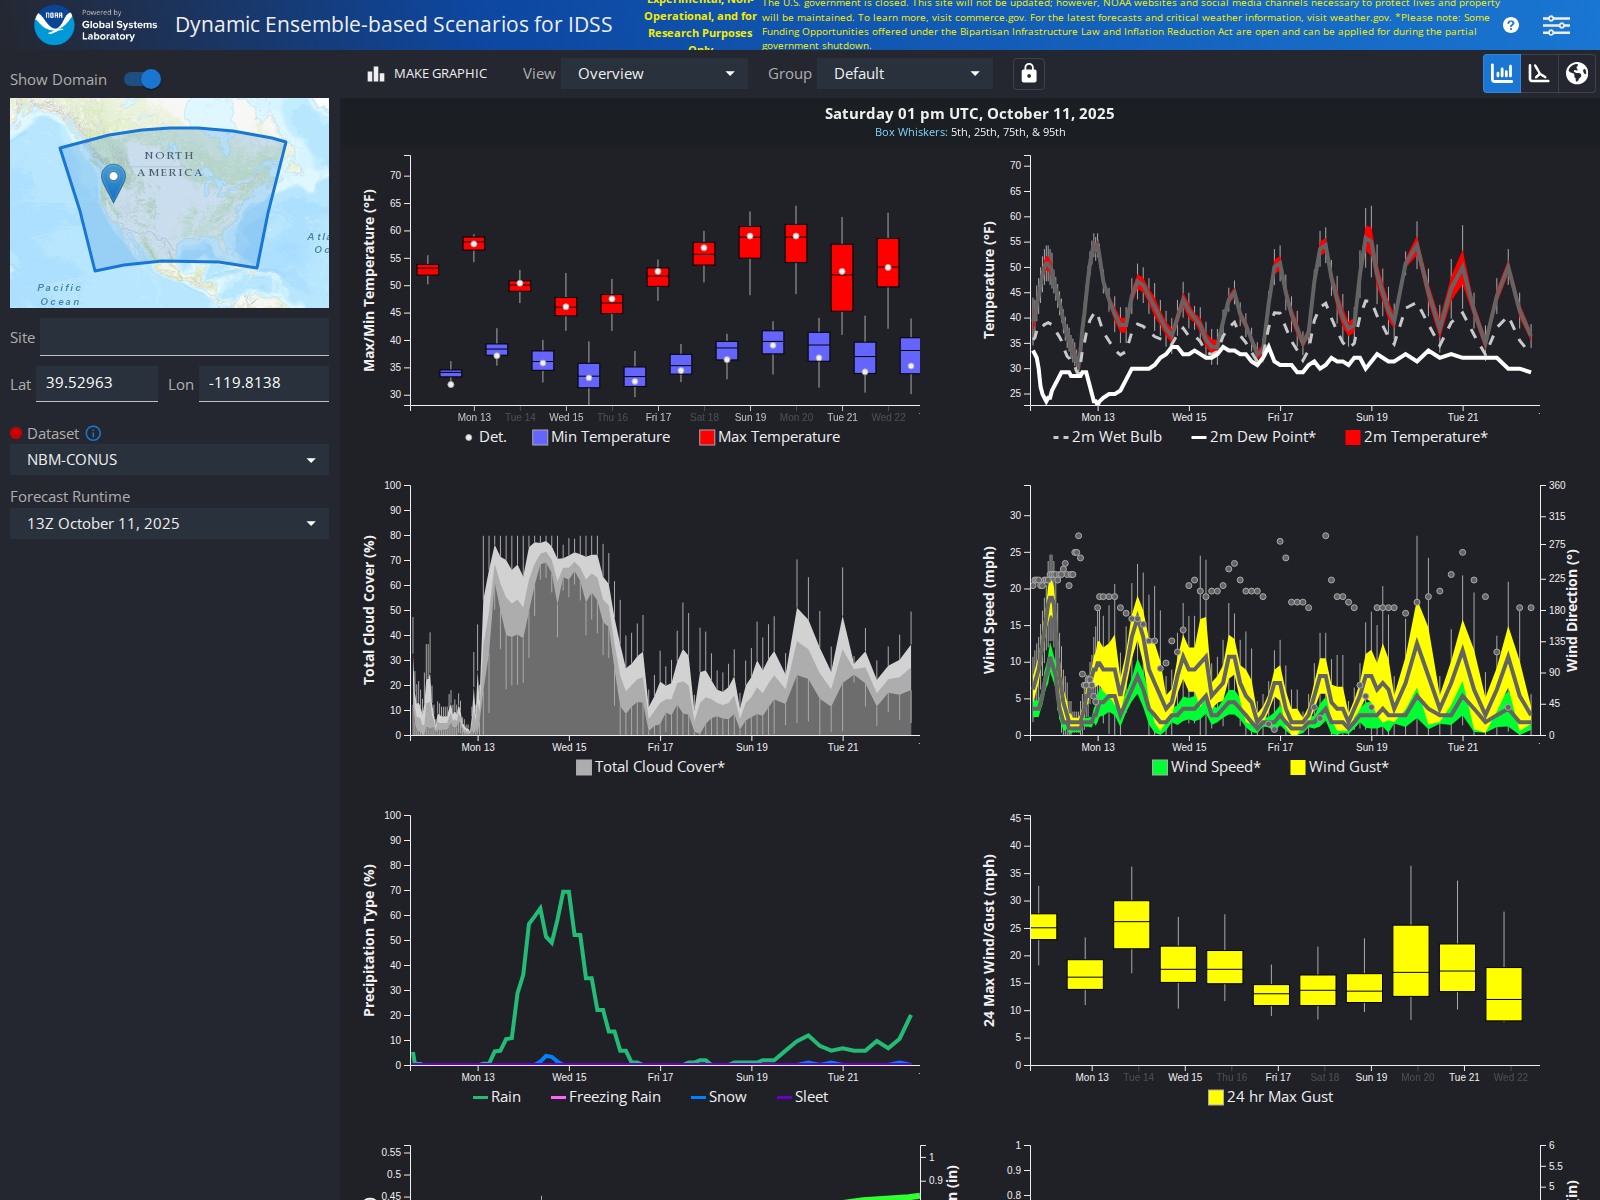 NOAA
Powered by
Global Systems
Laboratory
Dynamic Ensemble-based Scenarios for IDSS
Experimental, Non-
Operational, and for
Research Purposes
Only
The U.S. government is closed. This site will not be updated; however, NOAA websites and social media channels necessary to protect lives and property
will be maintained. To learn more, visit commerce.gov. For the latest forecasts and critical weather information, visit weather.gov. *Please note: Some
Funding Opportunities offered under the Bipartisan Infrastructure Law and Inflation Reduction Act are open and can be applied for during the partial
government shutdown.
Show Domain
MAKE GRAPHIC
View
Overview
Group
Default
NORTH
AMERICA
Pacific
Ocean
Site
Lat
39.52963
Lon
-119.8138
Dataset
NBM-CONUS
Forecast Runtime
13Z October 11, 2025
Saturday 01 pm UTC, October 11, 2025
Box Whiskers: 5th, 25th, 75th, & 95th
Max/Min Temperature (°F)
70
65
60
55
50
45
40
35
30
Mon 13
Tue 14
Wed 15
Thu 16
Fri 17
Sat 18
Sun 19
Mon 20
Tue 21
Wed 22
Det.
Min Temperature
Max Temperature
Temperature (°F)
70
65
60
55
50
45
40
35
30
25
Mon 13
Wed 15
Fri 17
Sun 19
Tue 21
2m Wet Bulb
2m Dew Point*
2m Temperature*
Total Cloud Cover (%)
100
90
80
70
60
50
40
30
20
10
0
Mon 13
Wed 15
Fri 17
Sun 19
Tue 21
Total Cloud Cover*
Wind Speed (mph)
30
25
20
15
10
5
0
360
315
275
225
180
135
90
45
0
Wind Direction (°)
Mon 13
Wed 15
Fri 17
Sun 19
Tue 21
Wind Speed*
Wind Gust*
Precipitation Type (%)
100
90
80
70
60
50
40
30
20
10
0
Mon 13
Wed 15
Fri 17
Sun 19
Tue 21
Rain
Freezing Rain
Snow
Sleet
24 Max Wind/Gust (mph)
45
40
35
30
25
20
15
10
5
0
Mon 13
Tue 14
Wed 15
Thu 16
Fri 17
Sat 18
Sun 19
Mon 20
Tue 21
Wed 22
24 hr Max Gust
0.55
0.5
0.45
1
0.9
(in)
1
0.9
0.8
6
5.5
5
(in)